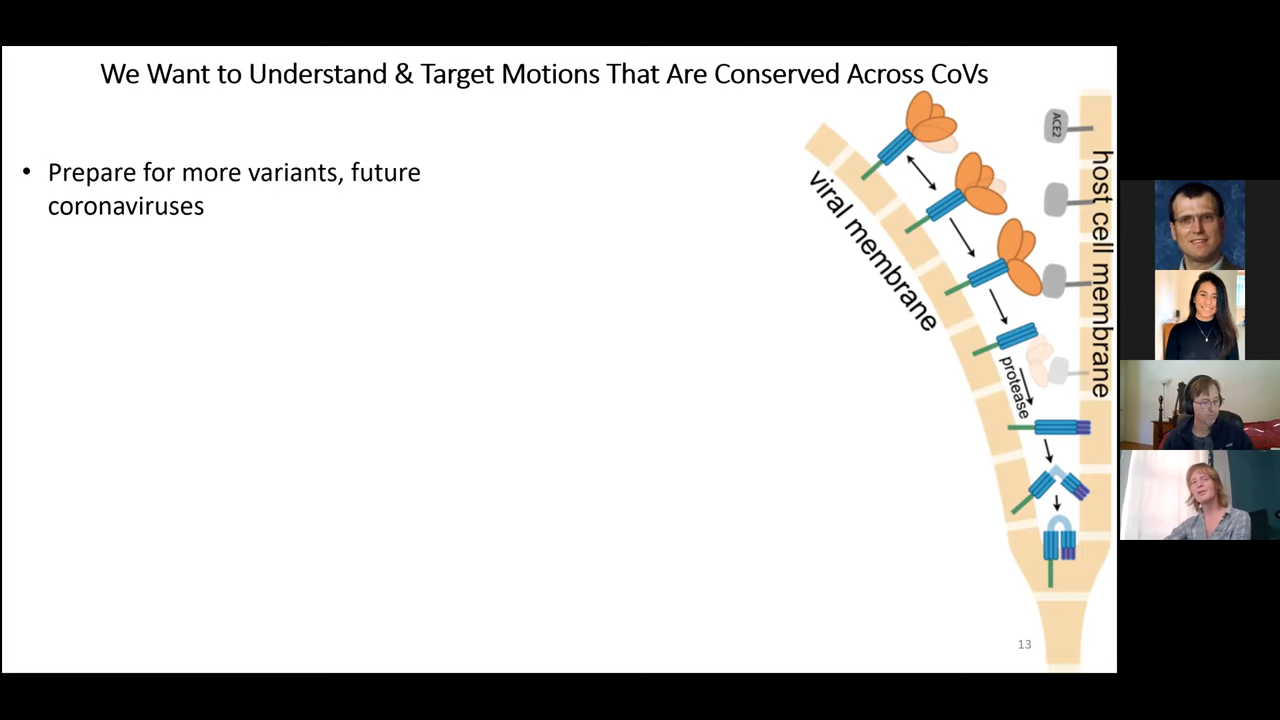 We Want to Understand & Target Motions That Are Conserved Across CoVs
• Prepare for more variants, future
coronaviruses
viral membrane
ACE2
host cell membrane
protease
13